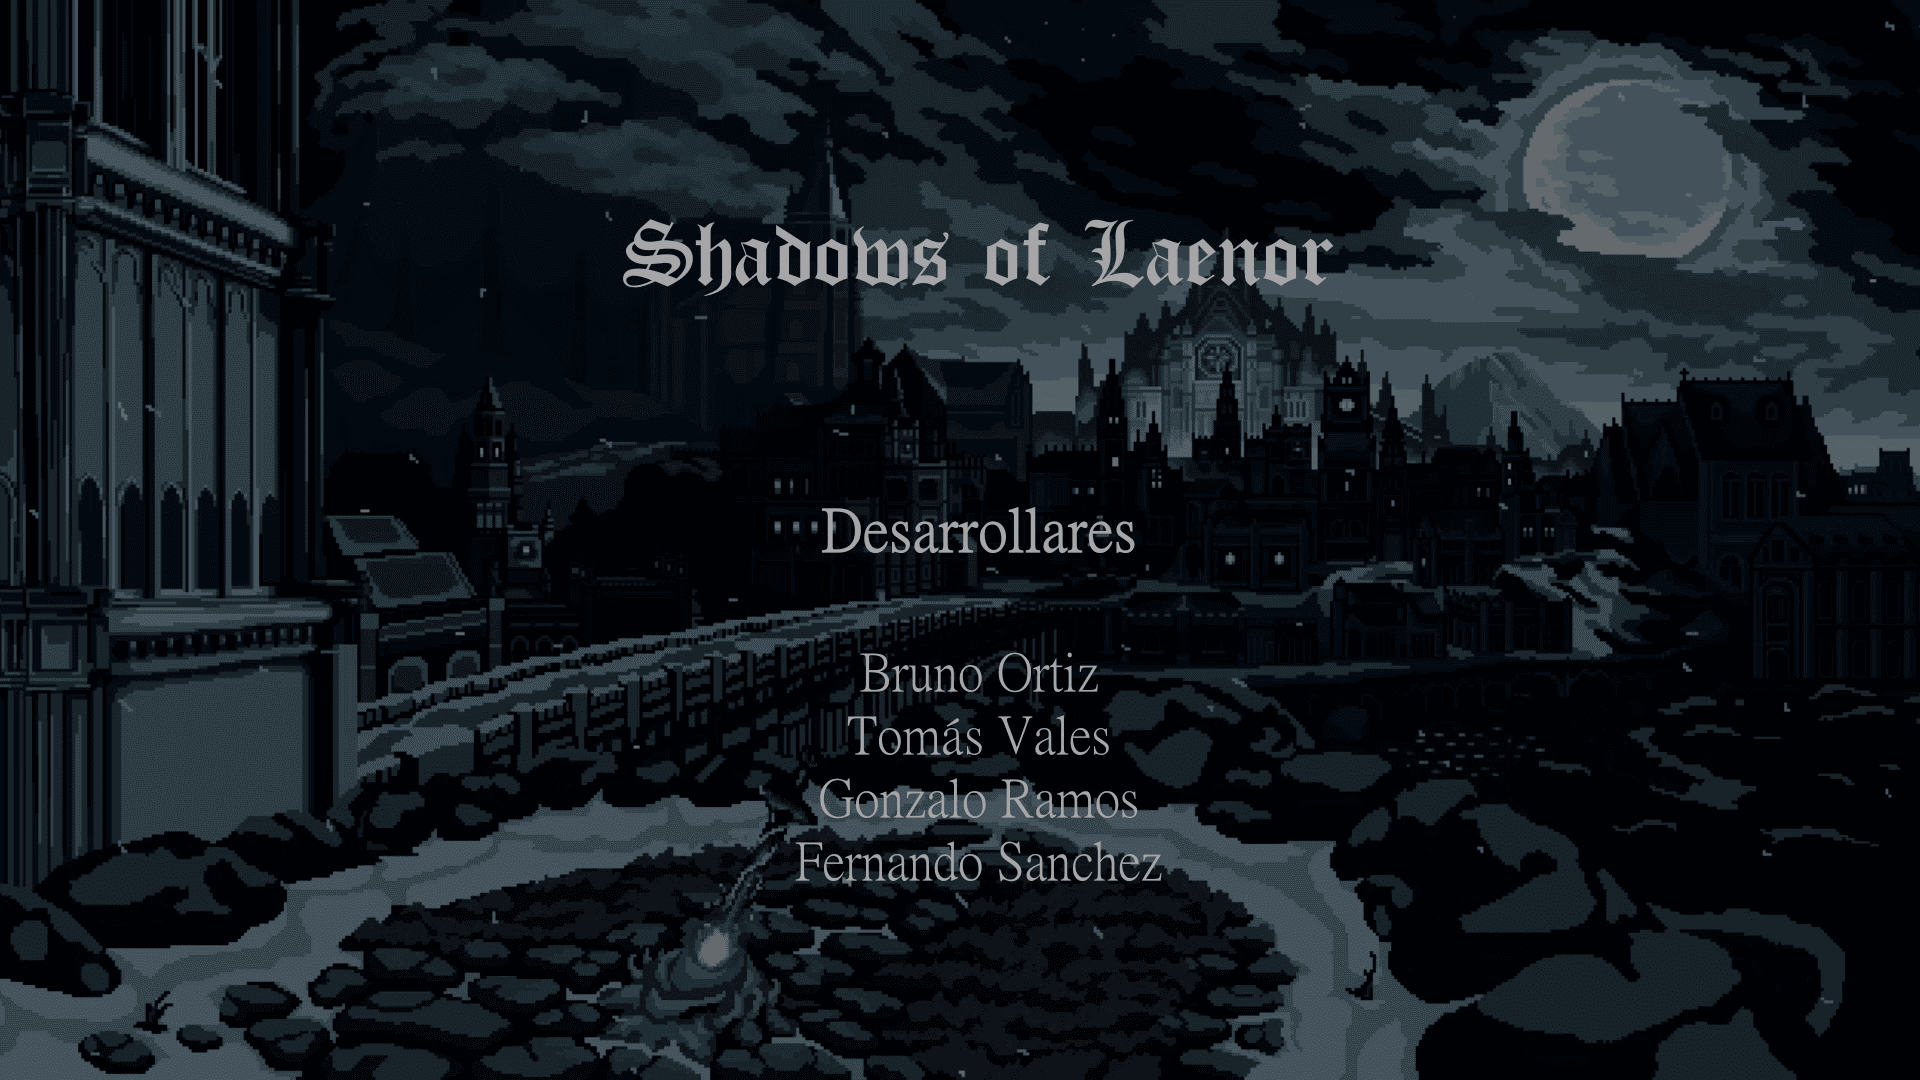 Shadows of Laenor
Desarrollares
Bruno Ortiz
Tomás Vales
Gonzalo Ramos
Fernando Sanchez